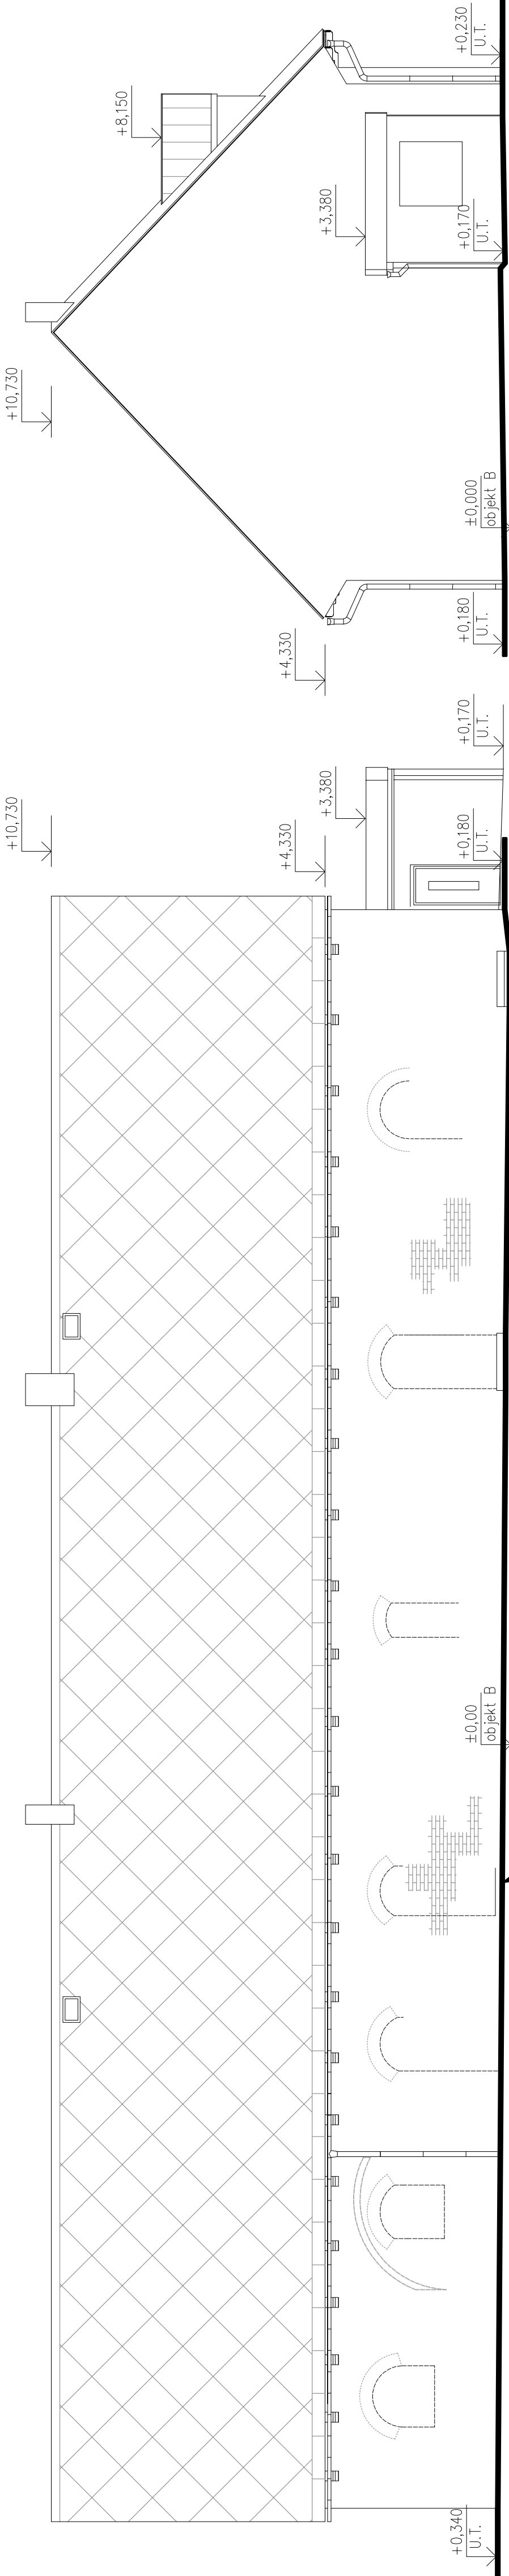 +10,730
+8,150
+4,330
+3,380
+0,180
U.T.
±0,000
objekt B
+0,170
U.T.
+0,230
U.T.
+10,730
+4,330
+3,380
+0,340
U.T.
±0,00
objekt B
+0,180
U.T.
+0,170
U.T.